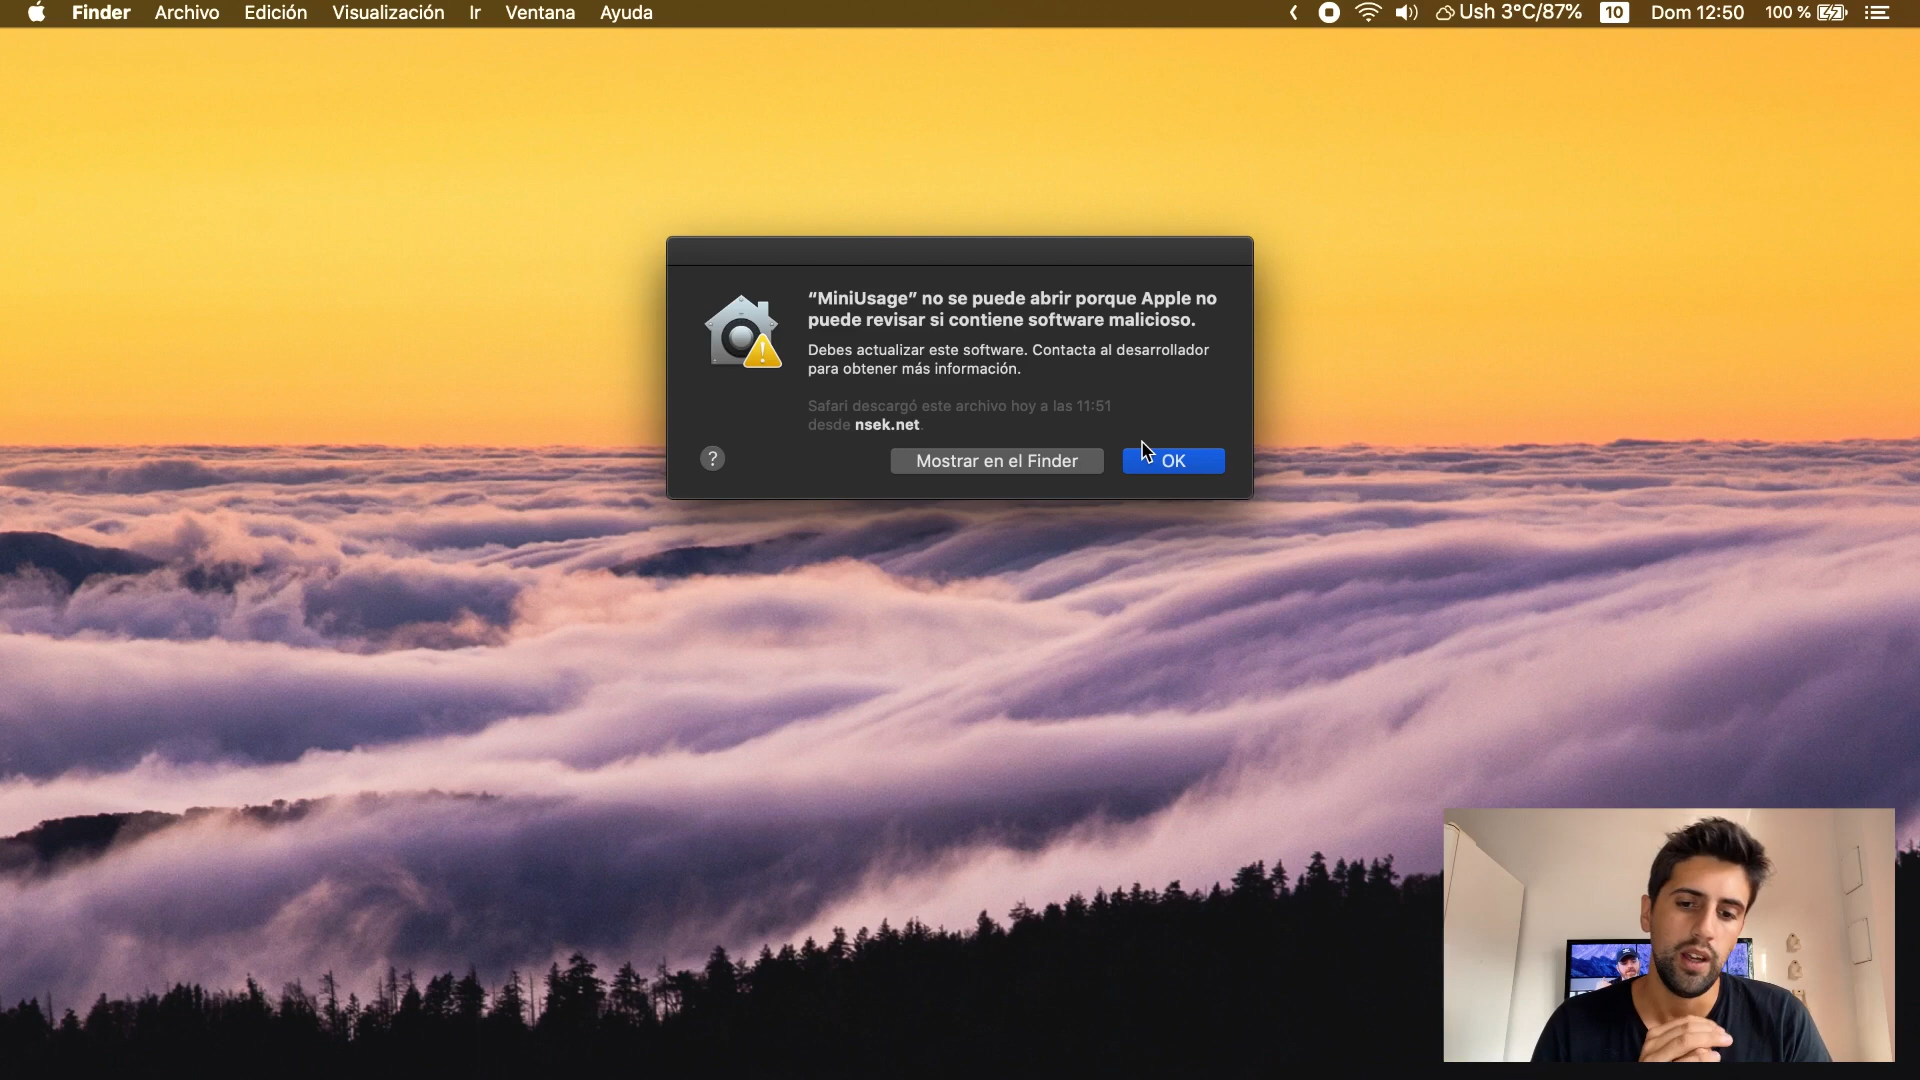 Finder Archivo Edición Visualización Ir Ventana Ayuda
Ush 3°C/87% 10 Dom 12:50 100 %
“MiniUsage” no se puede abrir porque Apple no
puede revisar si contiene software malicioso.
Debes actualizar este software. Contacta al desarrollador
para obtener más información.
Safari descargó este archivo hoy a las 11:51
desde nsek.net.
?
Mostrar en el Finder
OK